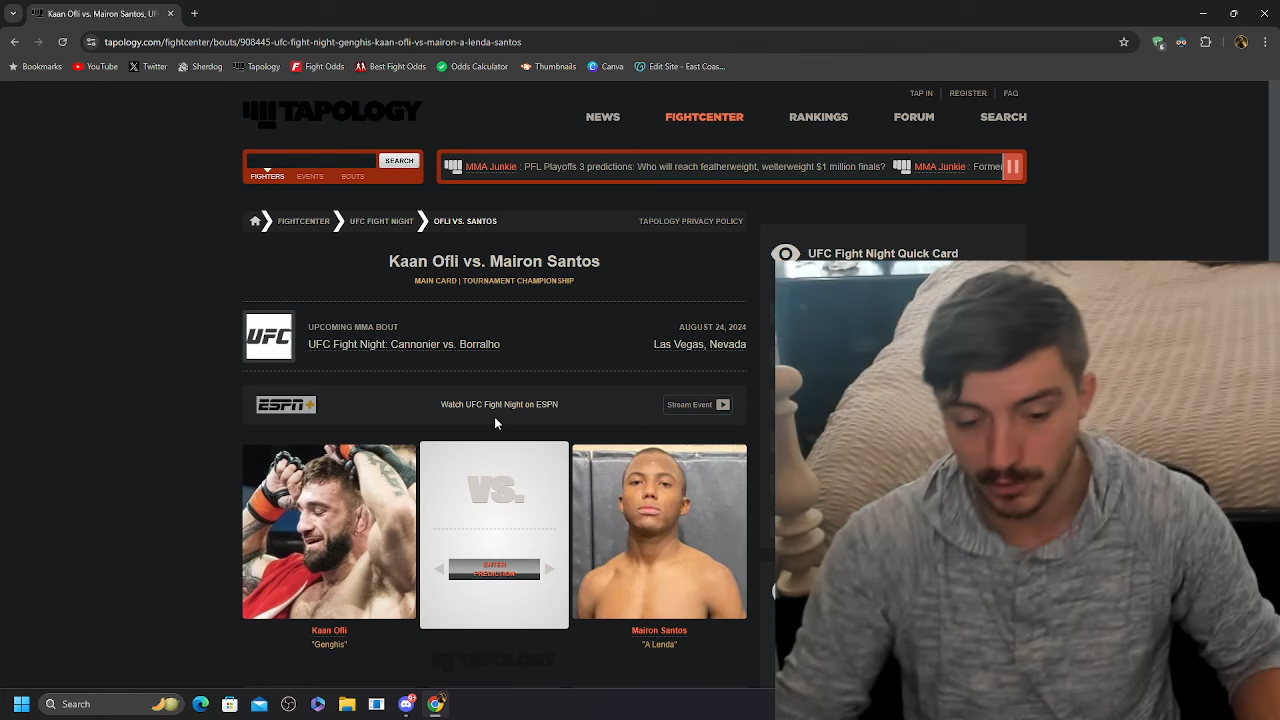 Kaan Ofli vs. Mairon Santos, U
tapology.com/fightcenter/bouts/908445-ufc-fight-night-genghis-kaan-ofli-vs-mairon-a-lenda-santos
Bookmarks YouTube Twitter Sherdog Tapology Fight Odds Best Fight Odds Odds Calculator Thumbnails Canva Edit Site - East Coas...
TAP IN REGISTER FAQ
TAPOLOGY
NEWS FIGHTCENTER RANKINGS FORUM SEARCH
SEARCH
FIGHTERS EVENTS BOUTS
MMA Junkie : PFL Playoffs 3 predictions: Who will reach featherweight, welterweight $1 million finals? MMA Junkie : Former
FIGHTCENTER UFC FIGHT NIGHT OFLI VS. SANTOS TAPOLOGY PRIVACY POLICY
Kaan Ofli vs. Mairon Santos
MAIN CARD | TOURNAMENT CHAMPIONSHIP
UFC Fight Night Quick Card
UFC
UPCOMING MMA BOUT AUGUST 24, 2024
UFC Fight Night: Cannonier vs. Borralho Las Vegas, Nevada
ESPN+ Watch UFC Fight Night on ESPN Stream Event
VS.
ENTER
PREDICTION
Kaan Ofli Mairon Santos
"Genghis" "A Lenda"
TAPOLOGY
Search